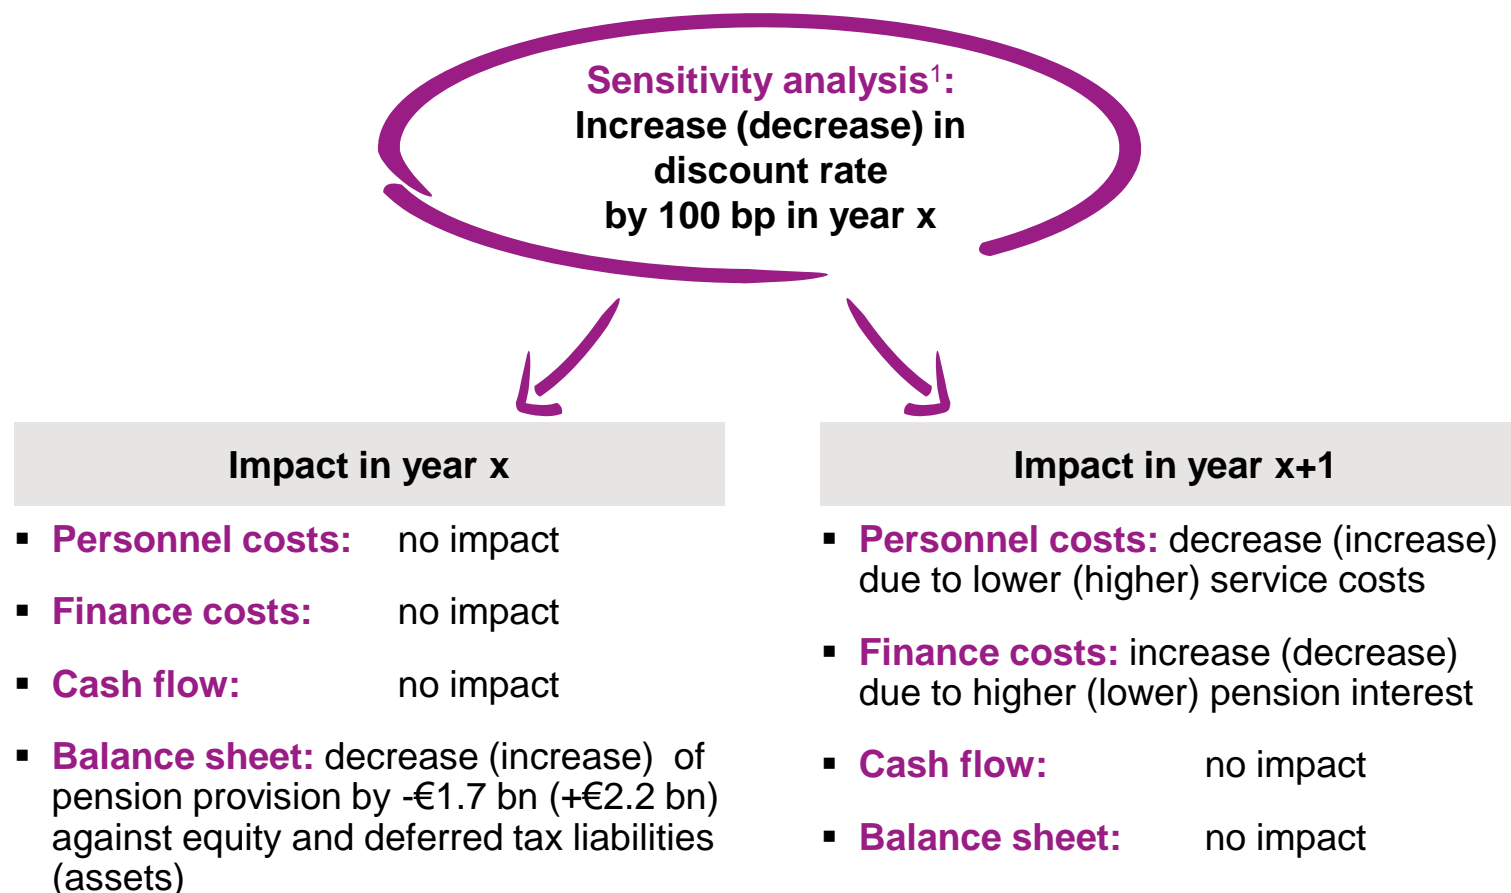 Sensitivity analysis¹:
Increase (decrease) in
discount rate
by 100 bp in year x
Impact in year x
▪ Personnel costs: no impact
▪ Finance costs: no impact
▪ Cash flow: no impact
▪ Balance sheet: decrease (increase) of
pension provision by -€1.7 bn (+€2.2 bn)
against equity and deferred tax liabilities
(assets)
Impact in year x+1
▪ Personnel costs: decrease (increase)
due to lower (higher) service costs
▪ Finance costs: increase (decrease)
due to higher (lower) pension interest
▪ Cash flow: no impact
▪ Balance sheet: no impact